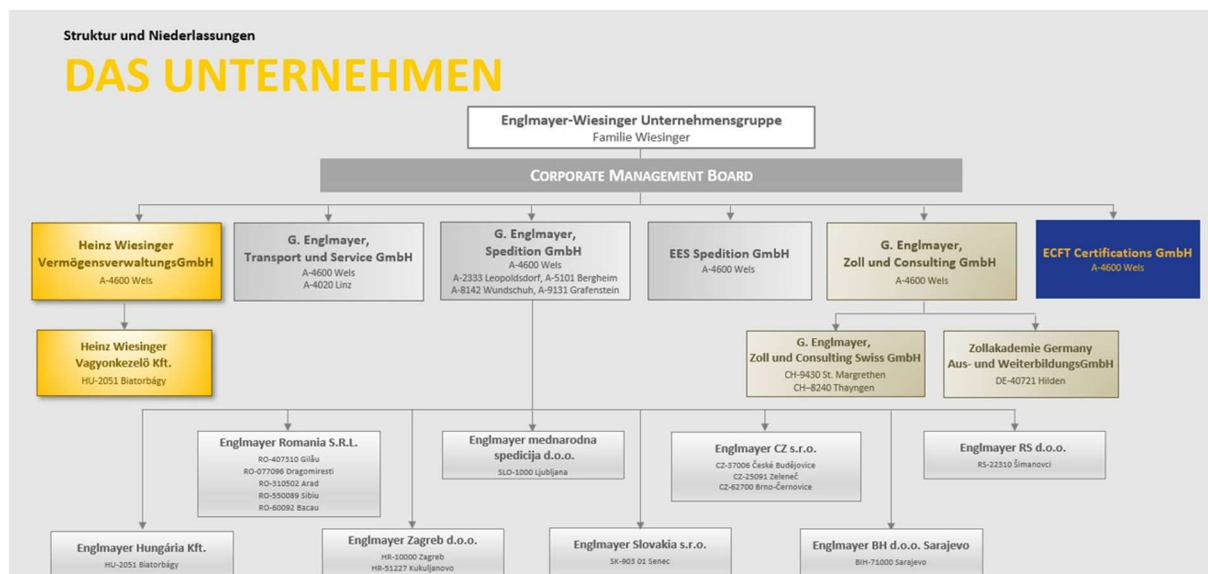 Struktur und Niederlassungen
DAS UNTERNEHMEN
Englmayer-Wiesinger Unternehmensgruppe
Familie Wiesinger
CORPORATE MANAGEMENT BOARD
Heinz Wiesinger
VermögensverwaltungsGmbH
A-4600 Wels
G. Englmayer,
Transport und Service GmbH
A-4600 Wels
A-4020 Linz
G. Englmayer,
Spedition GmbH
A-4600 Wels
A-2333 Leopoldsdorf, A-5101 Bergheim
A-8142 Wundschuh, A-9131 Grafenstein
EES Spedition GmbH
A-4600 Wels
G. Englmayer,
Zoll und Consulting GmbH
A-4600 Wels
ECFT Certifications GmbH
A-4600 Wels
Heinz Wiesinger
Vagyonkezelö Kft.
HU-2051 Biatorbágy
G. Englmayer,
Zoll und Consulting Swiss GmbH
CH-9430 St. Margrethen
CH–8240 Thayngen
Zollakademie Germany
Aus- und WeiterbildungsGmbH
DE-40721 Hilden
Englmayer Romania S.R.L.
RO-407310 Gilău
RO-077096 Dragomiresti
RO-310502 Arad
RO-550089 Sibiu
RO-60092 Bacau
Englmayer mednarodna
spedicija d.o.o.
SLO-1000 Ljubljana
Englmayer CZ s.r.o.
CZ-37006 České Budějovice
CZ-25091 Zeleneč
CZ-62700 Brno-Černovice
Englmayer RS d.o.o.
RS-22310 Šimanovci
Englmayer Hungária Kft.
HU-2051 Biatorbágy
Englmayer Zagreb d.o.o.
HR-10000 Zagreb
HR-51227 Kukuljanovo
Englmayer Slovakia s.r.o.
SK-903 01 Senec
Englmayer BH d.o.o. Sarajevo
BIH-71000 Sarajevo